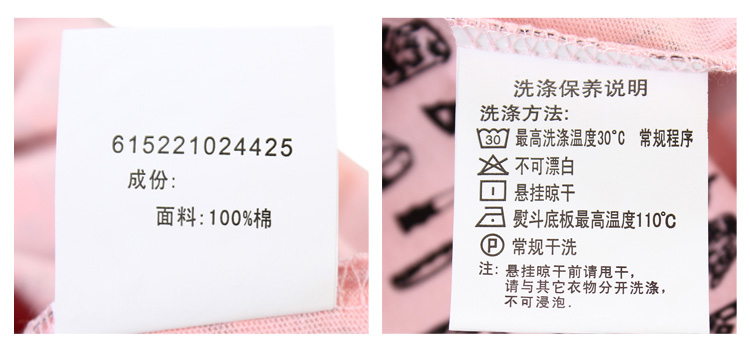 615221024425
成份:
面料:100%棉
洗涤保养说明
洗涤方法:
30 最高洗涤温度30℃ 常规程序
不可漂白
悬挂晾干
熨斗底板最高温度110℃
P 常规干洗
注: 悬挂晾干前请甩干,
请与其它衣物分开洗涤,
不可浸泡.